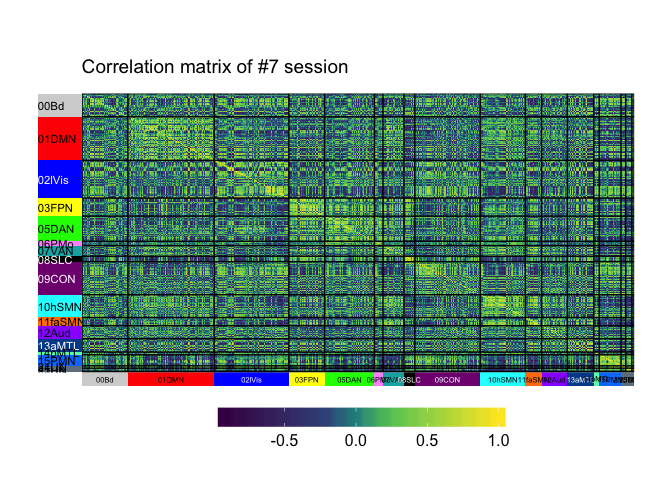 Correlation matrix of #7 session
00Bd
01DMN
02lVis
03FPN
05DAN
07VAN
08SLC
09CON
10hSMN
11faSMN
12Aud
13aMTL
15PMN
00Bd 01DMN 02lVis 03FPN 05DAN 08SLC 09CON 10hSMN 11faSMN 13aMTL
-0.5 0.0 0.5 1.0